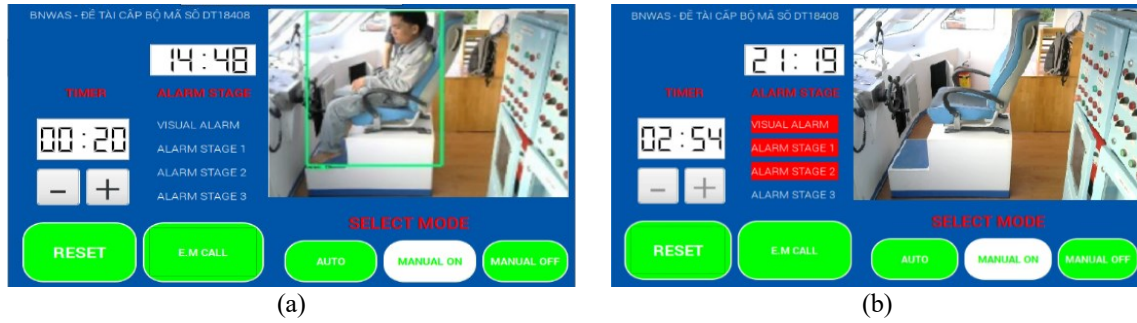 BNWAS - ĐỀ TÀI CẤP BỘ MÃ SỐ DT18408
14:48
TIMER
ALARM STAGE
00:20
VISUAL ALARM
ALARM STAGE 1
ALARM STAGE 2
ALARM STAGE 3
- +
SELECT MODE
RESET
E.M CALL
AUTO
MANUAL ON
MANUAL OFF
(a)
BNWAS - ĐỀ TÀI CẤP BỘ MÃ SỐ DT18408
21:19
TIMER
ALARM STAGE
02:54
VISUAL ALARM
ALARM STAGE 1
ALARM STAGE 2
ALARM STAGE 3
- +
SELECT MODE
RESET
E.M CALL
AUTO
MANUAL ON
MANUAL OFF
(b)